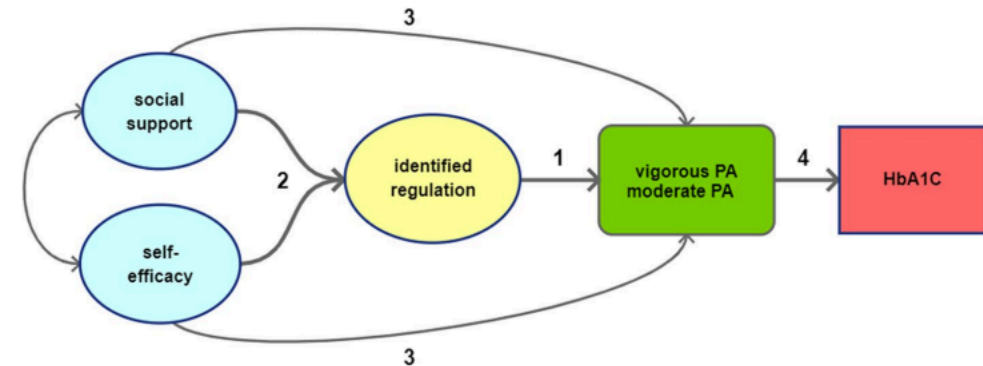 3
social
support
2
identified
regulation
1
vigorous PA
moderate PA
4
HbA1C
self-
efficacy
3